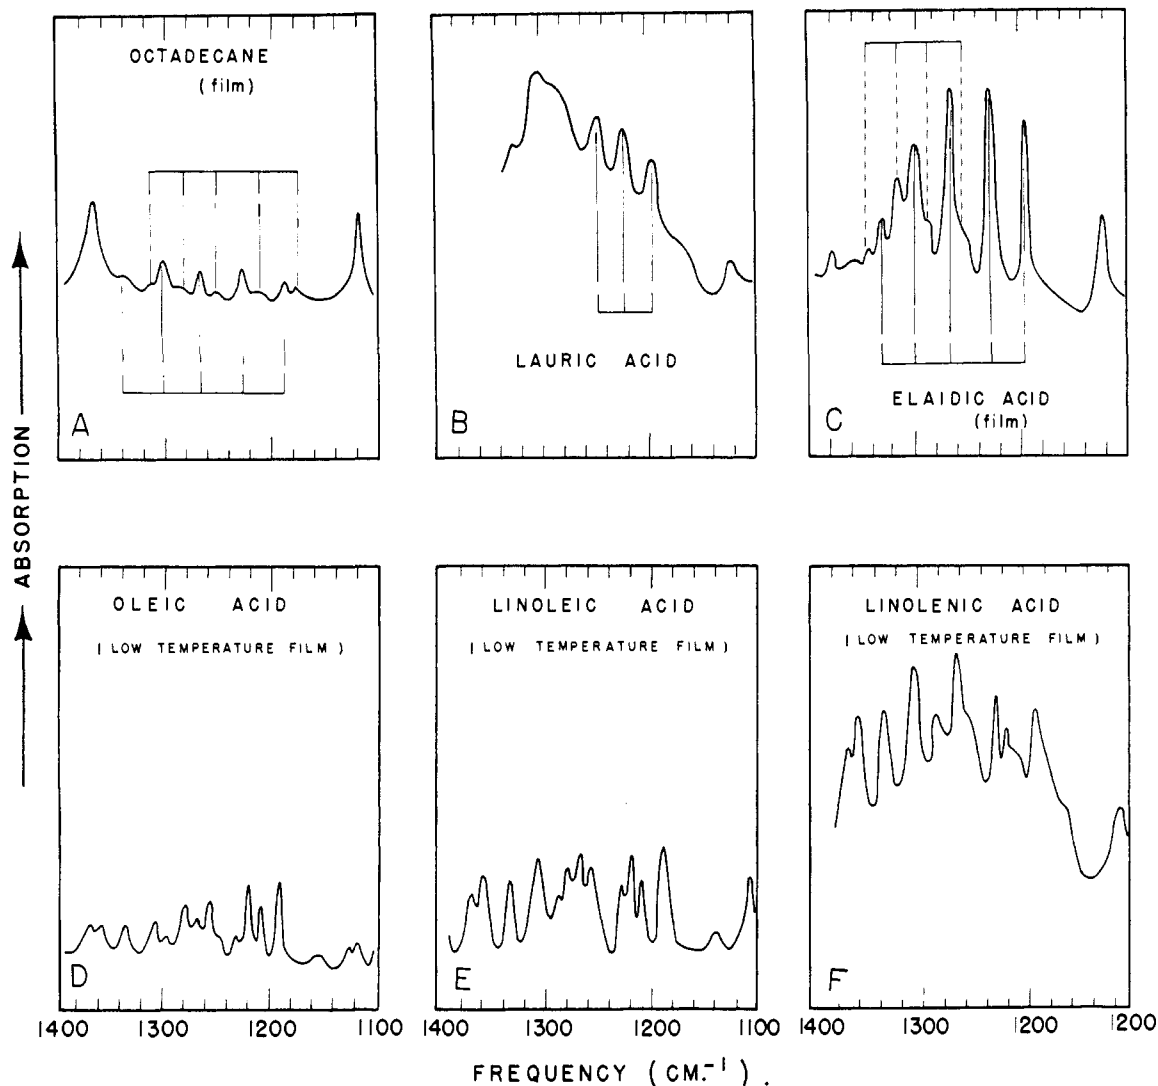 OCTADECANE
(film)
A
B
LAURIC ACID
C
ELAIDIC ACID
(film)
ABSORPTION
OLEIC ACID
( LOW TEMPERATURE FILM )
D
LINOLEIC ACID
( LOW TEMPERATURE FILM )
E
LINOLENIC ACID
( LOW TEMPERATURE FILM )
F
1400 1300 1200 1100
1400 1300 1200 1100
1400 1300 1200 1200
FREQUENCY ( CM.⁻¹ ) .